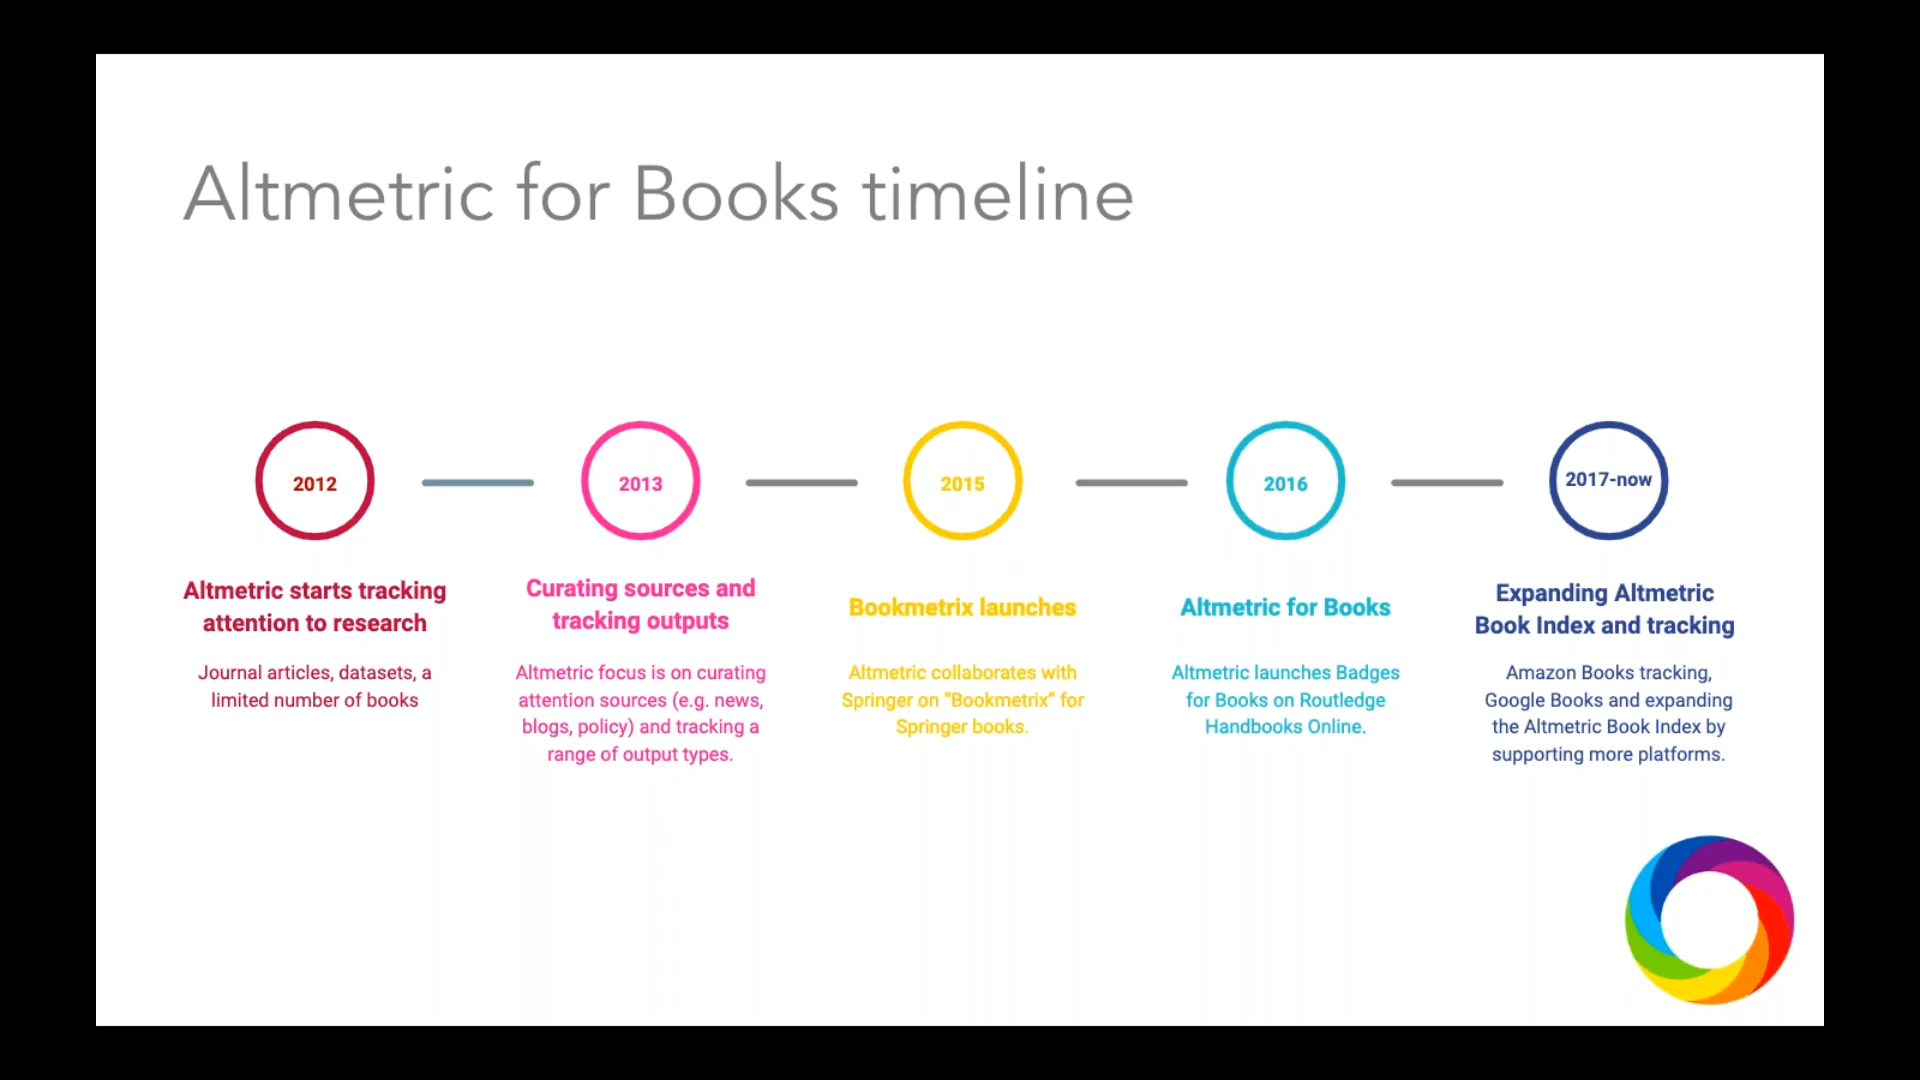 Altmetric for Books timeline
2012
2013
2015
2016
2017-now
Altmetric starts tracking
attention to research
Journal articles, datasets, a
limited number of books
Curating sources and
tracking outputs
Altmetric focus is on curating
attention sources (e.g. news,
blogs, policy) and tracking a
range of output types.
Bookmetrix launches
Altmetric collaborates with
Springer on “Bookmetrix” for
Springer books.
Altmetric for Books
Altmetric launches Badges
for Books on Routledge
Handbooks Online.
Expanding Altmetric
Book Index and tracking
Amazon Books tracking,
Google Books and expanding
the Altmetric Book Index by
supporting more platforms.